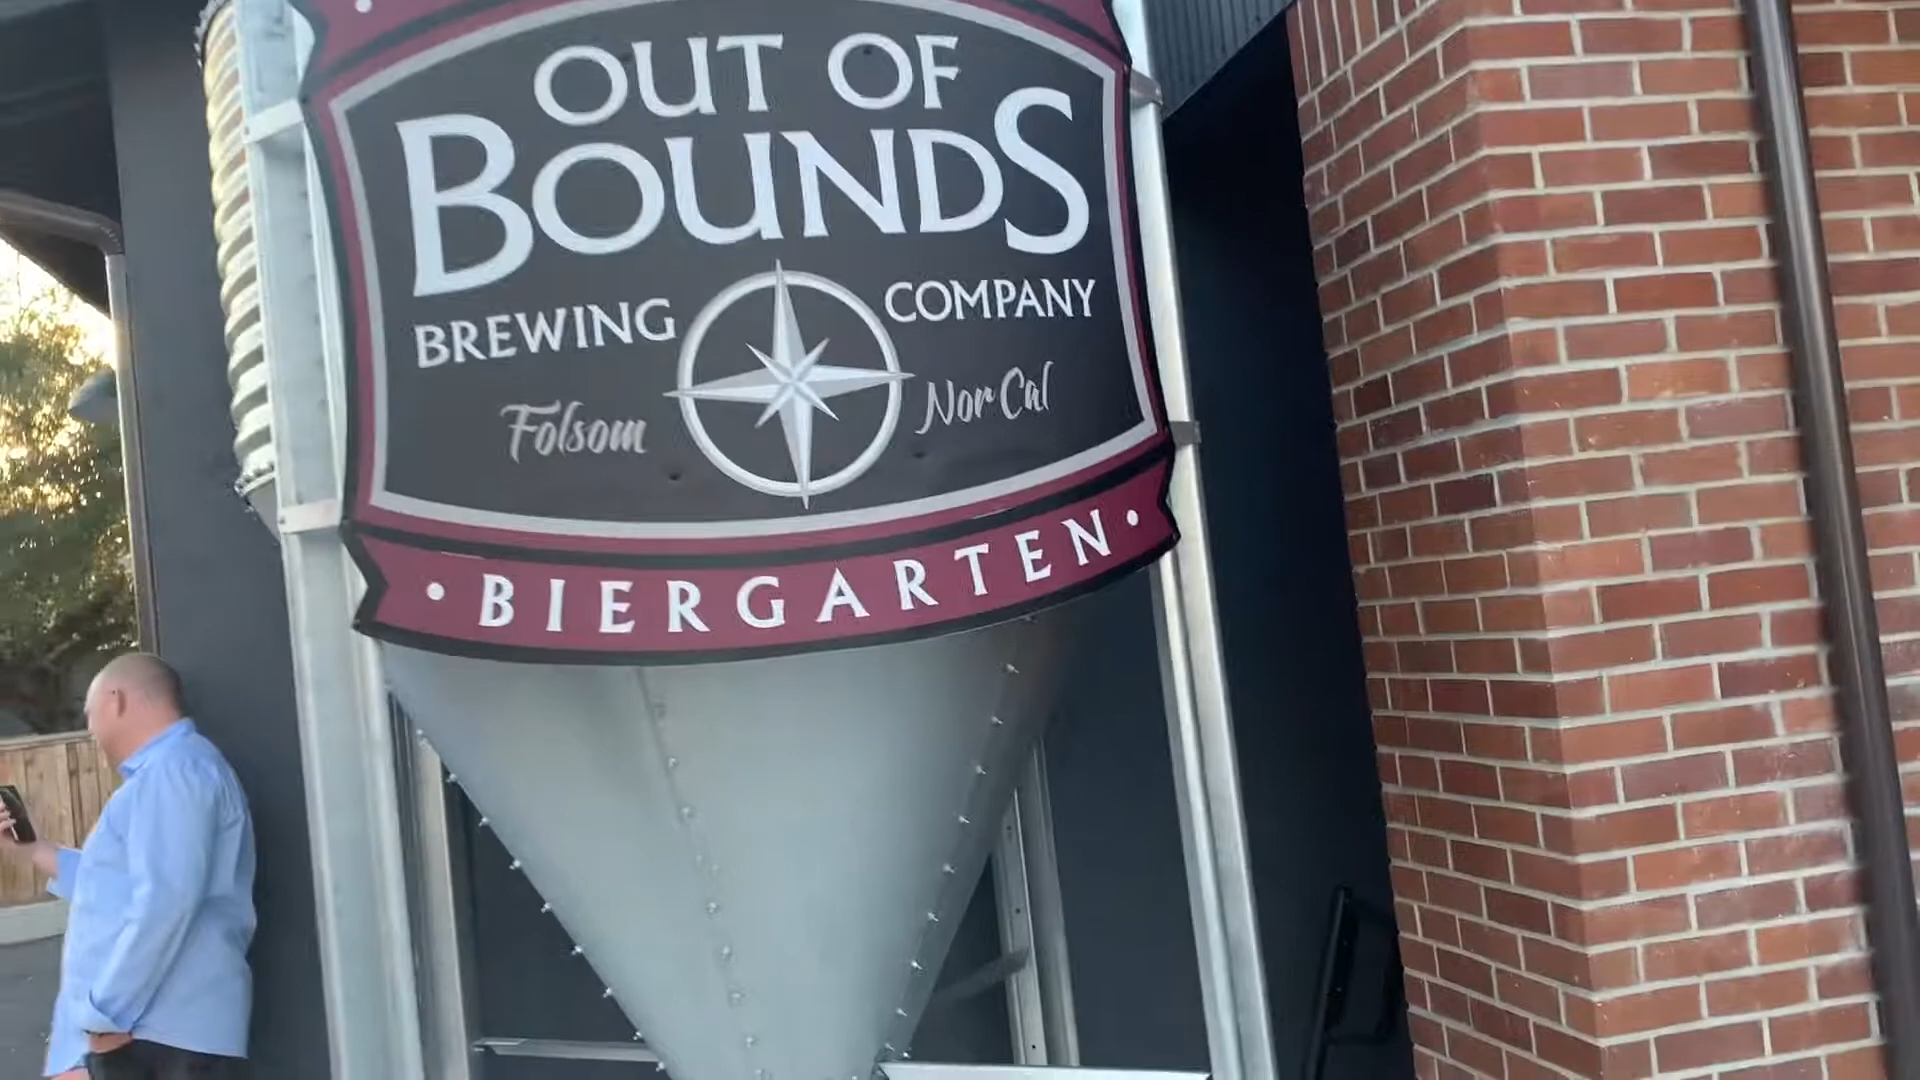 OUT OF
BOUNDS
BREWING COMPANY
Folsom Nor Cal
• BIERGARTEN •